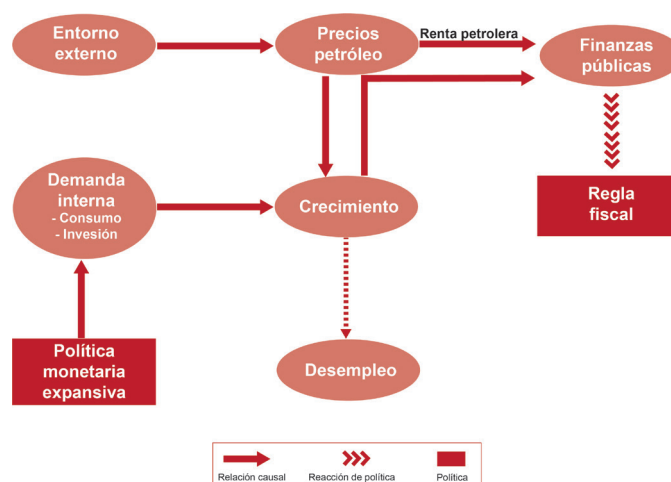 Entorno
externo
Precios
petróleo
Renta petrolera
Finanzas
públicas
Demanda
interna
- Consumo
- Invesión
Crecimiento
Regla
fiscal
Política
monetaria
expansiva
Desempleo
Relación causal
Reacción de política
Política